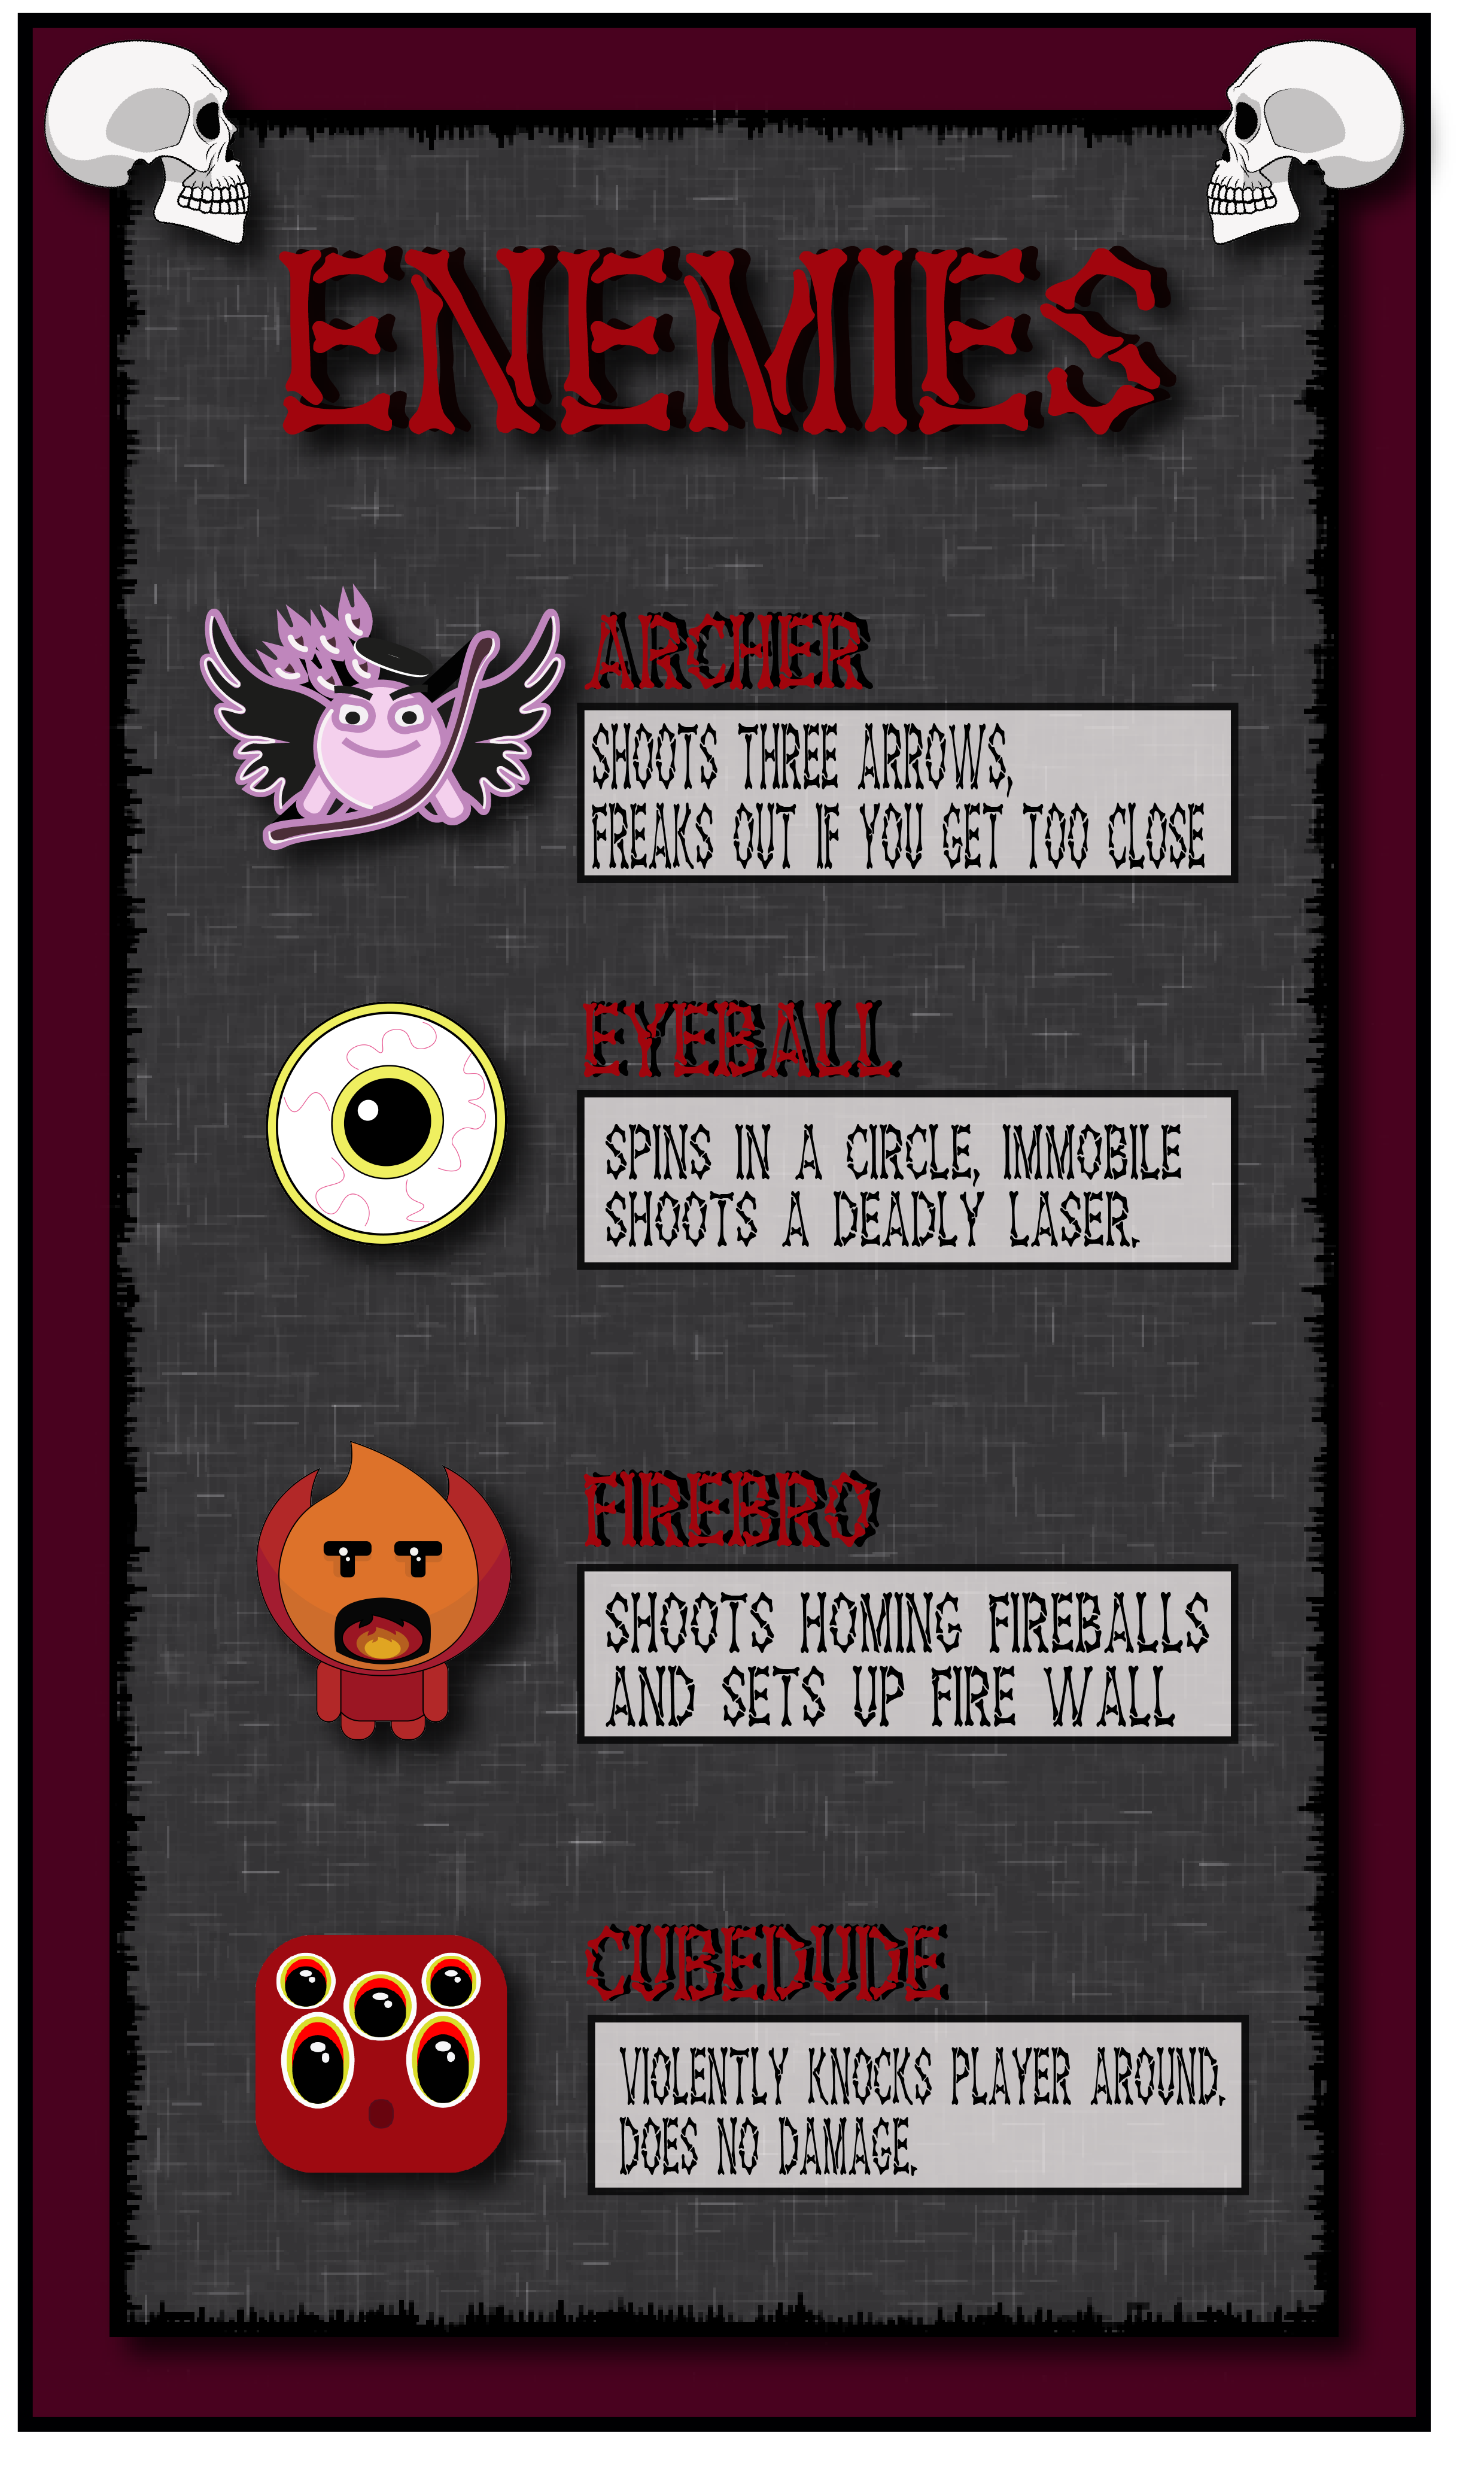 ENEMIES
ARCHER
SHOOTS THREE ARROWS,
FREAKS OUT IF YOU GET TOO CLOSE
EYEBALL
SPINS IN A CIRCLE, IMMOBILE
SHOOTS A DEADLY LASER.
FIREBRO
SHOOTS HOMING FIREBALLS
AND SETS UP FIRE WALL
CUBEDUDE
VIOLENTLY KNOCKS PLAYER AROUND.
DOES NO DAMAGE.